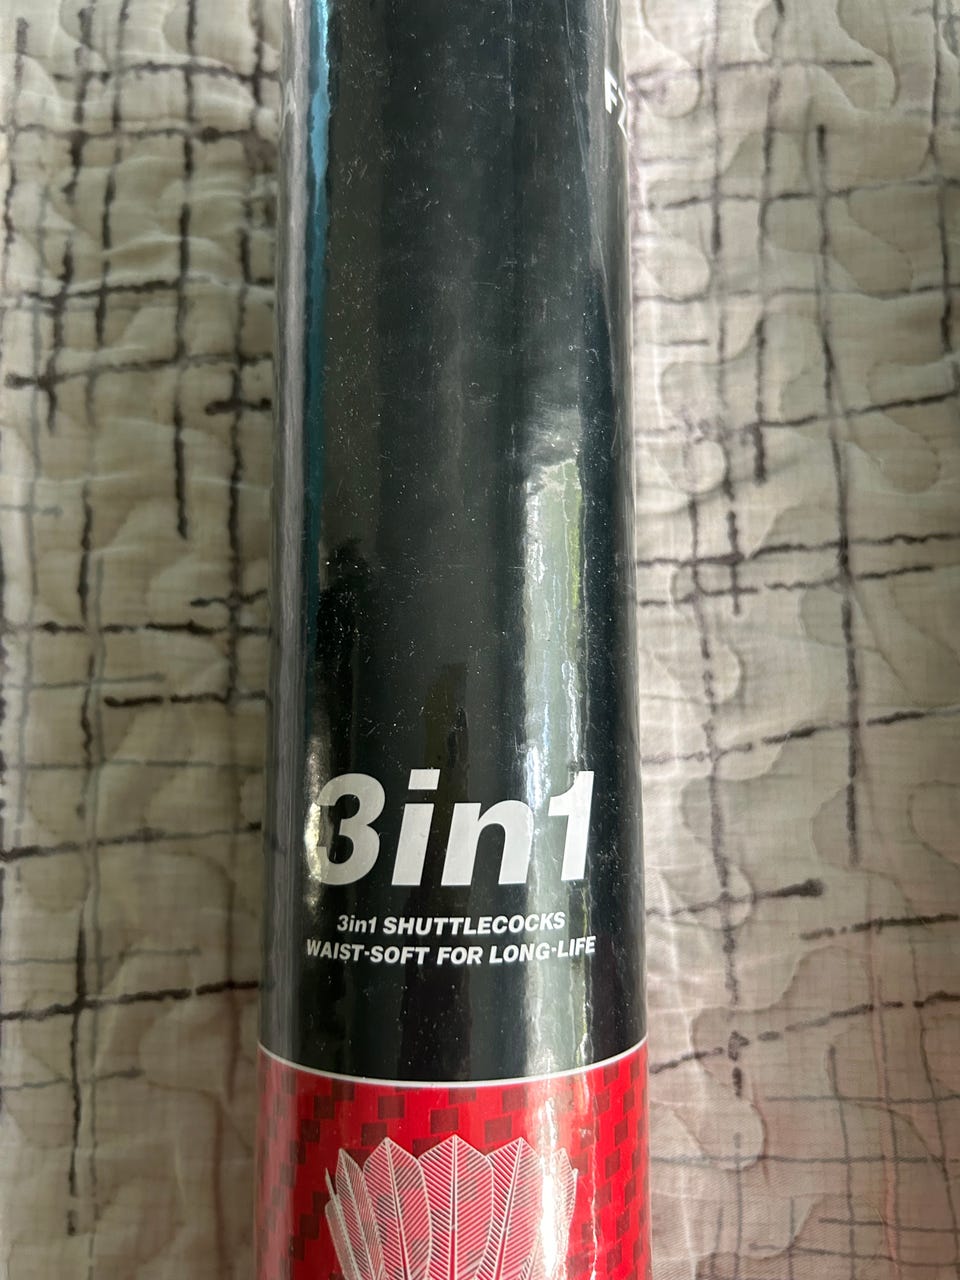 3in1
3in1 SHUTTLECOCKS
WAIST-SOFT FOR LONG-LIFE